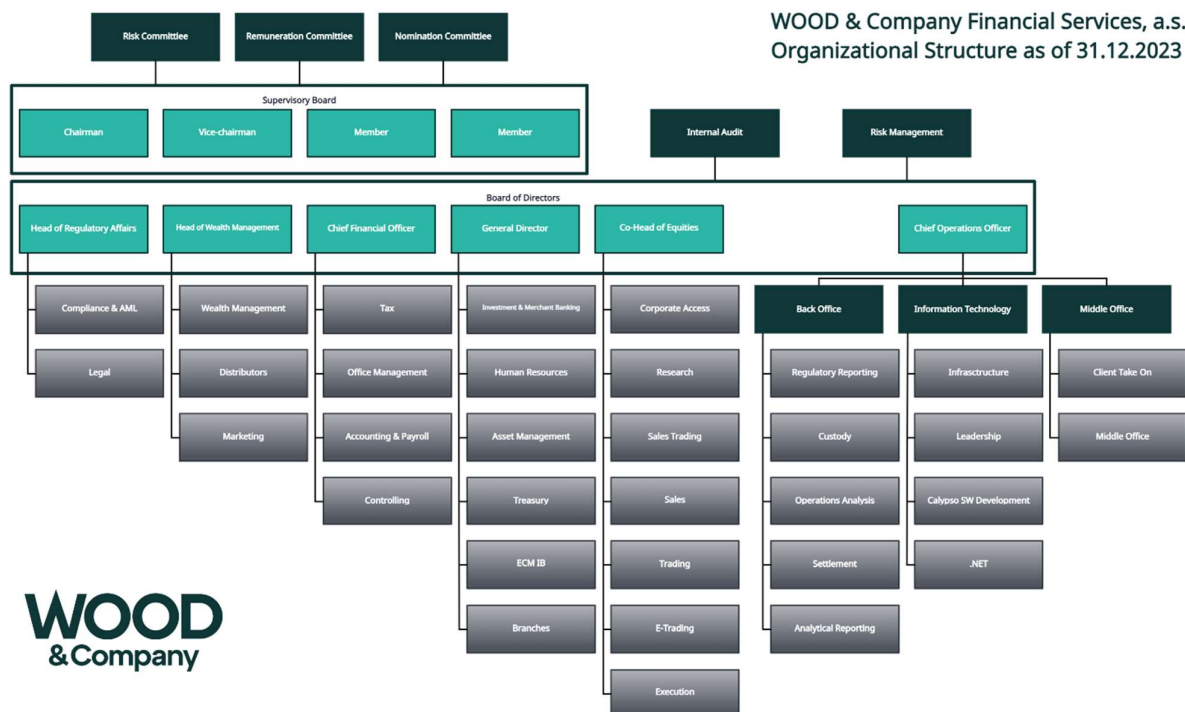 WOOD & Company Financial Services, a.s.
Organizational Structure as of 31.12.2023
Risk Committee
Remuneration Committee
Nomination Committee
Supervisory Board
Chairman
Vice-chairman
Member
Member
Internal Audit
Risk Management
Board of Directors
Head of Regulatory Affairs
Head of Wealth Management
Chief Financial Officer
General Director
Co-Head of Equities
Chief Operations Officer
Compliance & AML
Wealth Management
Tax
Investment & Merchant Banking
Corporate Access
Back Office
Information Technology
Middle Office
Legal
Distributors
Office Management
Human Resources
Research
Regulatory Reporting
Infrasctructure
Client Take On
Marketing
Accounting & Payroll
Asset Management
Sales Trading
Custody
Leadership
Middle Office
Controlling
Treasury
Sales
Operations Analysis
Calypso SW Development
ECM IB
Trading
Settlement
.NET
Branches
E-Trading
Analytical Reporting
Execution
WOOD
& Company